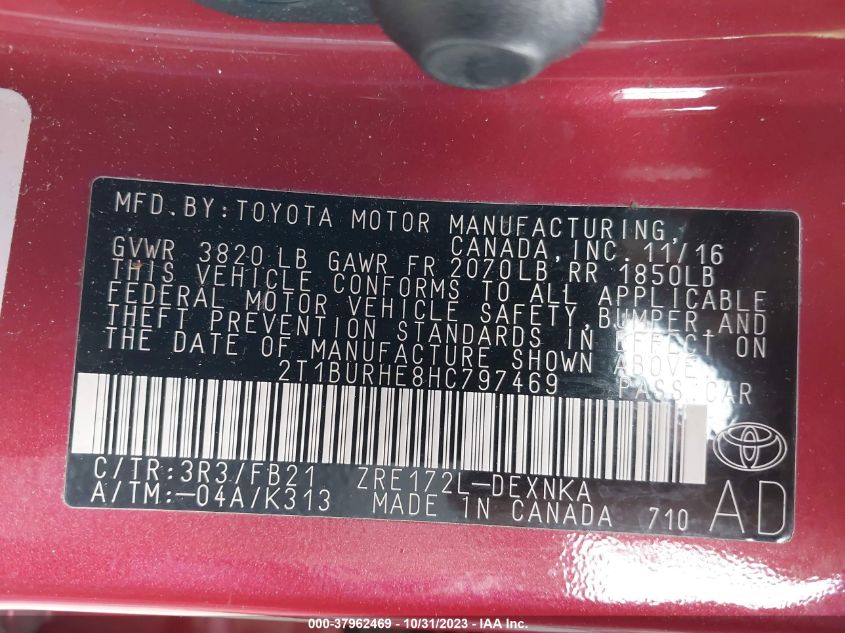 MFD.BY:TOYOTA MOTOR MANUFACTURING,
CANADA, INC. 11/16
GVWR 3820 LB GAWR FR 2070LB RR 1850LB
THIS VEHICLE CONFORMS TO ALL APPLICABLE
FEDERAL MOTOR VEHICLE SAFETY, BUMPER, AND
THEFT PREVENTION STANDARDS IN EFFECT ON
THE DATE OF MANUFACTURE SHOWN ABOVE.
2T1BURHE8HC797469 PASS.CAR
C/TR:3R3/FB21 ZRE172L-DEXNKA
A/TM:-04A/K313 MADE IN CANADA 710 AD
000-37962469 - 10/31/2023 - IAA Inc.